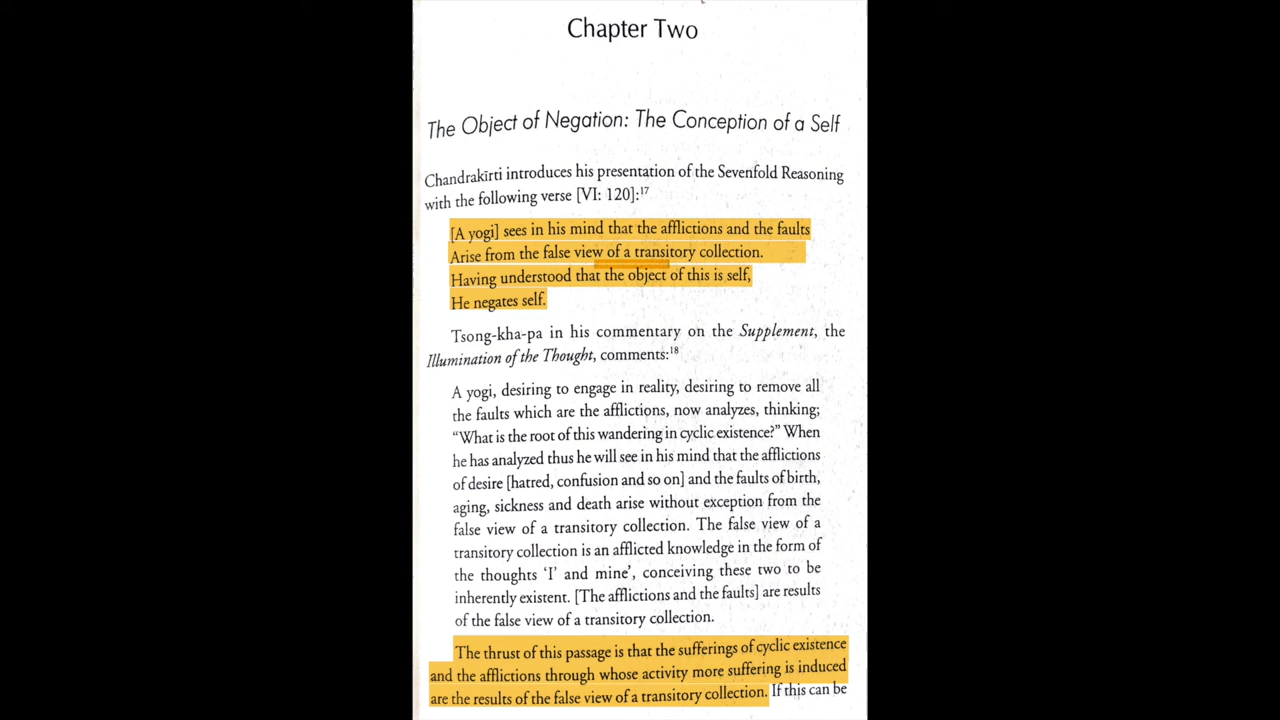 Chapter Two
The Object of Negation: The Conception of a Self
Chandrakīrti introduces his presentation of the Sevenfold Reasoning
with the following verse [VI: 120]:17
[A yogi] sees in his mind that the afflictions and the faults
Arise from the false view of a transitory collection.
Having understood that the object of this is self,
He negates self.
Tsong-kha-pa in his commentary on the Supplement, the
Illumination of the Thought, comments:18
A yogi, desiring to engage in reality, desiring to remove all
the faults which are the afflictions, now analyzes, thinking;
“What is the root of this wandering in cyclic existence?” When
he has analyzed thus he will see in his mind that the afflictions
of desire [hatred, confusion and so on] and the faults of birth,
aging, sickness and death arise without exception from the
false view of a transitory collection. The false view of a
transitory collection is an afflicted knowledge in the form of
the thoughts ‘I’ and mine’, conceiving these two to be
inherently existent. [The afflictions and the faults] are results
of the false view of a transitory collection.
The thrust of this passage is that the sufferings of cyclic existence
and the afflictions through whose activity more suffering is induced
are the results of the false view of a transitory collection. If this can be